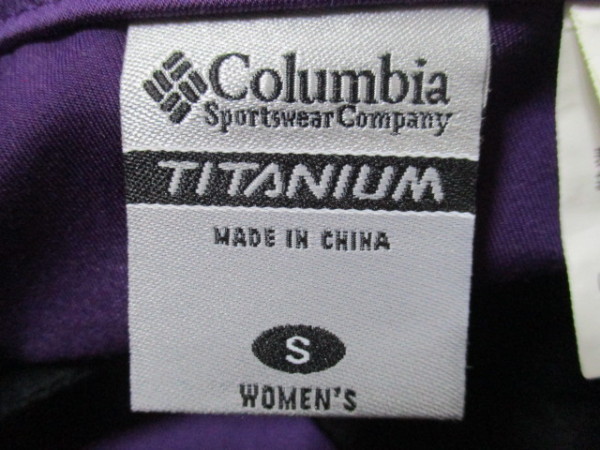 Columbia
Sportswear Company
TITANIUM
MADE IN CHINA
S
WOMEN'S